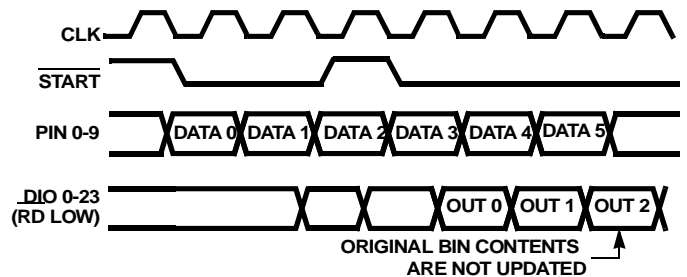 CLK
START
PIN 0-9
DATA 0 DATA 1 DATA 2 DATA 3 DATA 4 DATA 5
DIO 0-23
(RD LOW)
OUT 0 OUT 1 OUT 2
ORIGINAL BIN CONTENTS
ARE NOT UPDATED